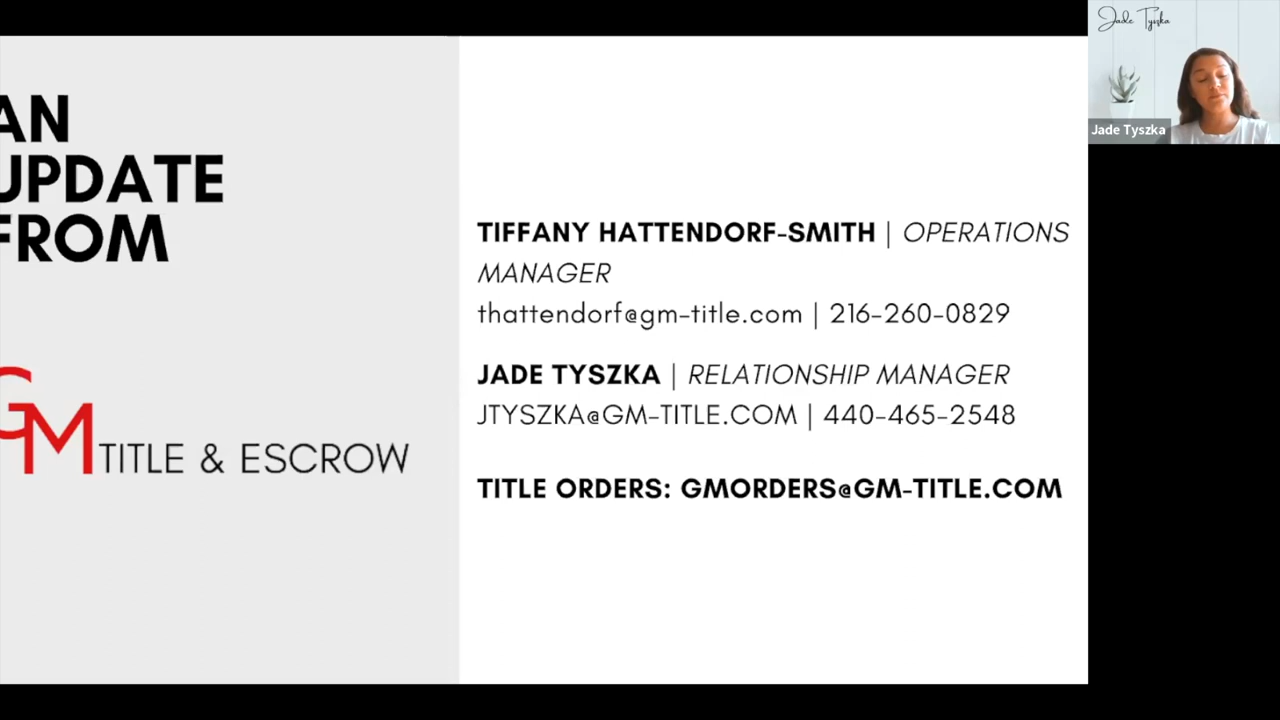 AN
UPDATE
FROM
GM TITLE & ESCROW
TIFFANY HATTENDORF-SMITH | OPERATIONS
MANAGER
thattendorf@gm-title.com | 216-260-0829
JADE TYSZKA | RELATIONSHIP MANAGER
JTYSZKA@GM-TITLE.COM | 440-465-2548
TITLE ORDERS: GMORDERS@GM-TITLE.COM
Jade Tyszka
Jade Tyszka